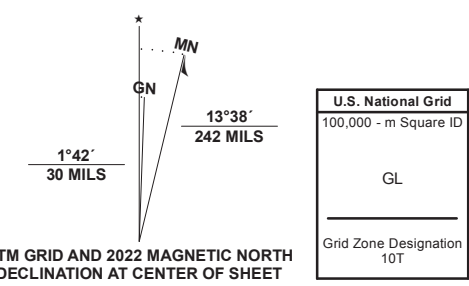 MN
GN
13°38´
242 MILS
1°42´
30 MILS
TM GRID AND 2022 MAGNETIC NORTH
DECLINATION AT CENTER OF SHEET
U.S. National Grid
100,000 - m Square ID
GL
Grid Zone Designation
10T